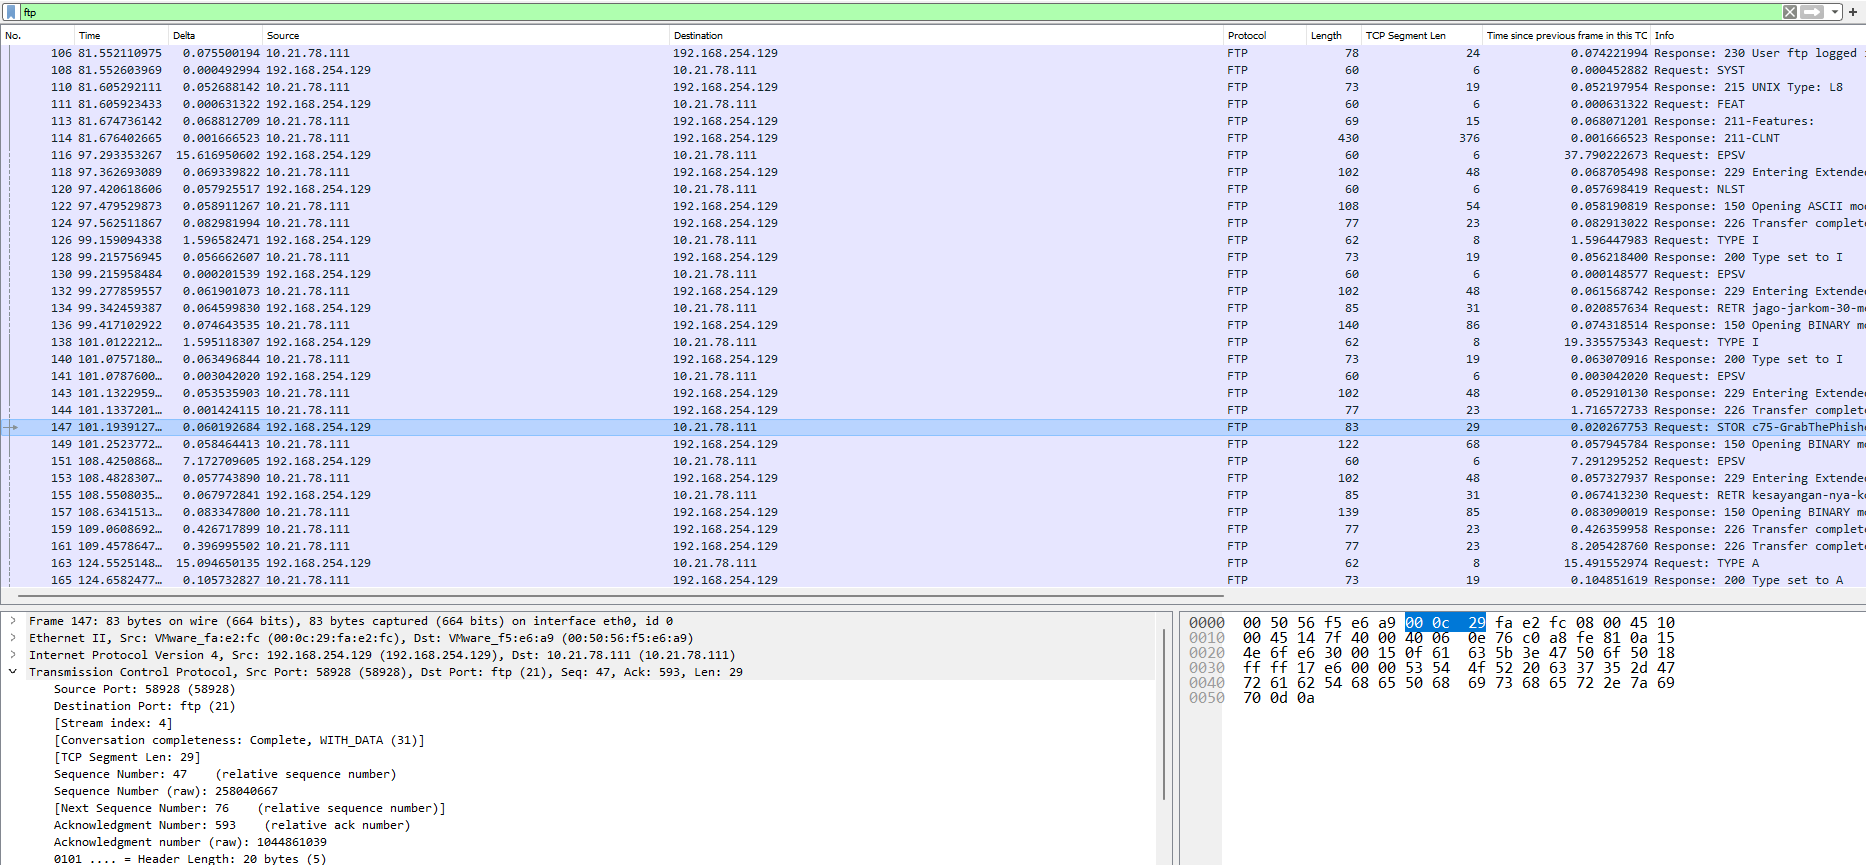 ftp
No. Time Delta Source Destination Protocol Length TCP Segment Len Time since previous frame in this TC Info
106 81.552110975 0.075500194 10.21.78.111 192.168.254.129 FTP 78 24 0.074221994 Response: 230 User ftp logged
108 81.552603969 0.000492994 192.168.254.129 10.21.78.111 FTP 60 6 0.000452882 Request: SYST
110 81.605292111 0.052688142 10.21.78.111 192.168.254.129 FTP 73 19 0.052197954 Response: 215 UNIX Type: L8
111 81.605923433 0.000631322 192.168.254.129 10.21.78.111 FTP 60 6 0.000631322 Request: FEAT
113 81.674736142 0.068812709 10.21.78.111 192.168.254.129 FTP 69 15 0.068071201 Response: 211-Features:
114 81.676402665 0.001666523 10.21.78.111 192.168.254.129 FTP 430 376 0.001666523 Response: 211-CLNT
116 97.293353267 15.616950602 192.168.254.129 10.21.78.111 FTP 60 6 37.790222673 Request: EPSV
118 97.362693089 0.069339822 10.21.78.111 192.168.254.129 FTP 102 48 0.068705498 Response: 229 Entering Extende
120 97.420618606 0.057925517 192.168.254.129 10.21.78.111 FTP 60 6 0.057698419 Request: NLST
122 97.479529873 0.058911267 10.21.78.111 192.168.254.129 FTP 108 54 0.058190819 Response: 150 Opening ASCII mo
124 97.562511867 0.082981994 10.21.78.111 192.168.254.129 FTP 77 23 0.082913022 Response: 226 Transfer complet
126 99.159094338 1.596582471 192.168.254.129 10.21.78.111 FTP 62 8 1.596447983 Request: TYPE I
128 99.215756945 0.056662607 10.21.78.111 192.168.254.129 FTP 73 19 0.056218400 Response: 200 Type set to I
130 99.215958484 0.000201539 192.168.254.129 10.21.78.111 FTP 60 6 0.000148577 Request: EPSV
132 99.277859557 0.061901073 10.21.78.111 192.168.254.129 FTP 102 48 0.061568742 Response: 229 Entering Extende
134 99.342459387 0.064599830 192.168.254.129 10.21.78.111 FTP 85 31 0.020857634 Request: RETR jago-jarkom-30-m
136 99.417102922 0.074643535 10.21.78.111 192.168.254.129 FTP 140 86 0.074318514 Response: 150 Opening BINARY m
138 101.0122212… 1.595118307 192.168.254.129 10.21.78.111 FTP 62 8 19.335575343 Request: TYPE I
140 101.0757180… 0.063496844 10.21.78.111 192.168.254.129 FTP 73 19 0.063070916 Response: 200 Type set to I
141 101.0787600… 0.003042020 192.168.254.129 10.21.78.111 FTP 60 6 0.003042020 Request: EPSV
143 101.1322959… 0.053535903 10.21.78.111 192.168.254.129 FTP 102 48 0.052910130 Response: 229 Entering Extende
144 101.1337201… 0.001424115 10.21.78.111 192.168.254.129 FTP 77 23 1.716572733 Response: 226 Transfer complet
147 101.1939127… 0.060192684 192.168.254.129 10.21.78.111 FTP 83 29 0.020267753 Request: STOR c75-GrabThePhish
149 101.2523772… 0.058464413 10.21.78.111 192.168.254.129 FTP 122 68 0.057945784 Response: 150 Opening BINARY m
151 108.4250868… 7.172709605 192.168.254.129 10.21.78.111 FTP 60 6 7.291295252 Request: EPSV
153 108.4828307… 0.057743890 10.21.78.111 192.168.254.129 FTP 102 48 0.057327937 Response: 229 Entering Extende
155 108.5508035… 0.067972841 192.168.254.129 10.21.78.111 FTP 85 31 0.067413230 Request: RETR kesayangan-nya-k
157 108.6341513… 0.083347800 10.21.78.111 192.168.254.129 FTP 139 85 0.083090019 Response: 150 Opening BINARY m
159 109.0608692… 0.426717899 10.21.78.111 192.168.254.129 FTP 77 23 0.426359958 Response: 226 Transfer complet
161 109.4578647… 0.396995502 10.21.78.111 192.168.254.129 FTP 77 23 8.205428760 Response: 226 Transfer complet
163 124.5525148… 15.094650135 192.168.254.129 10.21.78.111 FTP 62 8 15.491552974 Request: TYPE A
165 124.6582477… 0.105732827 10.21.78.111 192.168.254.129 FTP 73 19 0.104851619 Response: 200 Type set to A
Frame 147: 83 bytes on wire (664 bits), 83 bytes captured (664 bits) on interface eth0, id 0
Ethernet II, Src: VMware_fa:e2:fc (00:0c:29:fa:e2:fc), Dst: VMware_f5:e6:a9 (00:50:56:f5:e6:a9)
Internet Protocol Version 4, Src: 192.168.254.129 (192.168.254.129), Dst: 10.21.78.111 (10.21.78.111)
Transmission Control Protocol, Src Port: 58928 (58928), Dst Port: ftp (21), Seq: 47, Ack: 593, Len: 29
Source Port: 58928 (58928)
Destination Port: ftp (21)
[Stream index: 4]
[Conversation completeness: Complete, WITH_DATA (31)]
[TCP Segment Len: 29]
Sequence Number: 47 (relative sequence number)
Sequence Number (raw): 258040667
[Next Sequence Number: 76 (relative sequence number)]
Acknowledgment Number: 593 (relative ack number)
Acknowledgment number (raw): 1044861039
0101 .... = Header Length: 20 bytes (5)
0000 00 50 56 f5 e6 a9 00 0c 29 fa e2 fc 08 00 45 10
0010 00 45 14 7f 40 00 40 06 0e 76 c0 a8 fe 81 0a 15
0020 4e 6f e6 30 00 15 0f 61 63 5b 3e 47 50 6f 50 18
0030 ff ff 17 e6 00 00 53 54 4f 52 20 63 37 35 2d 47
0040 72 61 62 54 68 65 50 68 69 73 68 65 72 2e 7a 69
0050 70 0d 0a